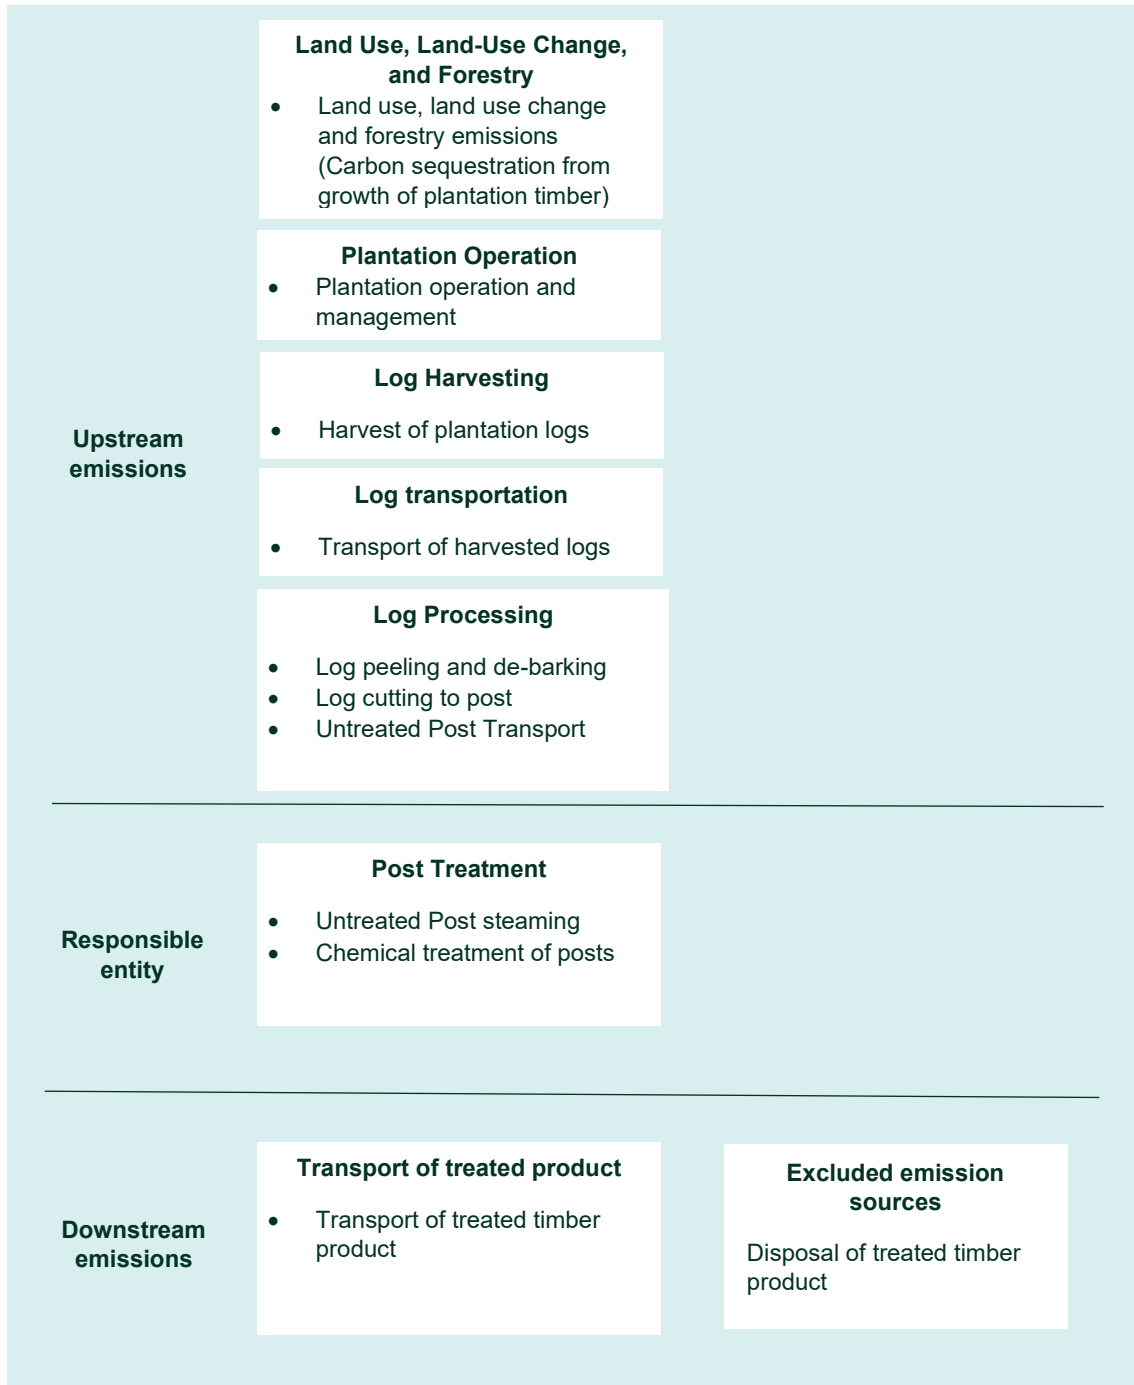 Land Use, Land-Use Change,
and Forestry
• Land use, land use change
and forestry emissions
(Carbon sequestration from
growth of plantation timber)
Plantation Operation
• Plantation operation and
management
Log Harvesting
• Harvest of plantation logs
Upstream
emissions
Log transportation
• Transport of harvested logs
Log Processing
• Log peeling and de-barking
• Log cutting to post
• Untreated Post Transport
Responsible
entity
Post Treatment
• Untreated Post steaming
• Chemical treatment of posts
Downstream
emissions
Transport of treated product
• Transport of treated timber
product
Excluded emission
sources
Disposal of treated timber
product